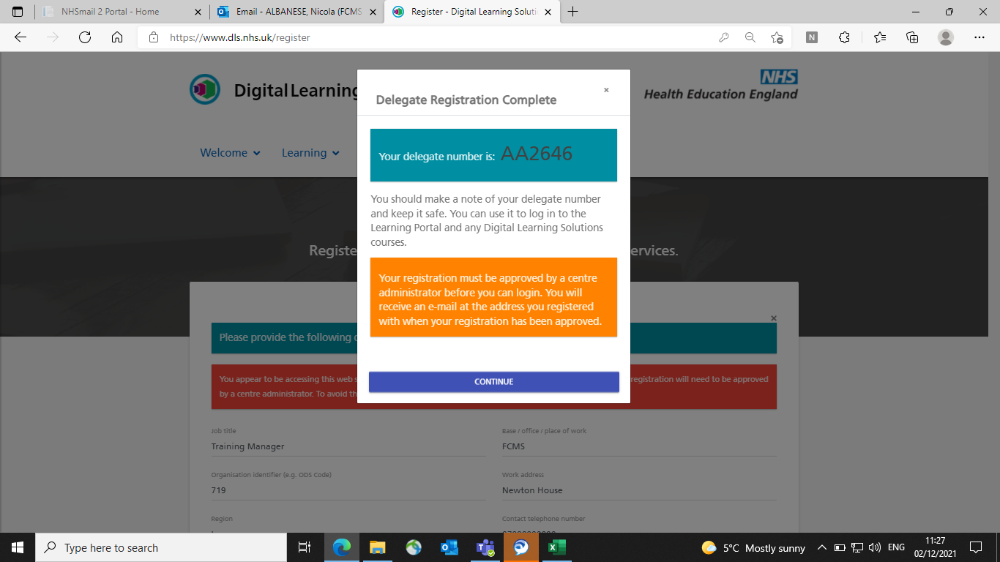 NHSmail 2 Portal - Home
Email - ALBANESE, Nicola (FCMS
Register - Digital Learning Soluti
https://www.dls.nhs.uk/register
N
Digital Learning
NHS
Health Education England
Welcome
Learning
Delegate Registration Complete
×
Your delegate number is: AA2646
You should make a note of your delegate number
and keep it safe. You can use it to log in to the
Learning Portal and any Digital Learning Solutions
courses.
Your registration must be approved by a centre
administrator before you can login. You will
receive an e-mail at the address you registered
with when your registration has been approved.
CONTINUE
Registe
ervices.
×
Please provide the following
You appear to be accessing this web
registration will need to be approved
by a centre administrator. To avoid th
Job title
Training Manager
Base / office / place of work
FCMS
Organisation identifier (e.g. ODS Code)
719
Work address
Newton House
Region
Contact telephone number
Type here to search
5°C Mostly sunny
ENG
11:27
02/12/2021